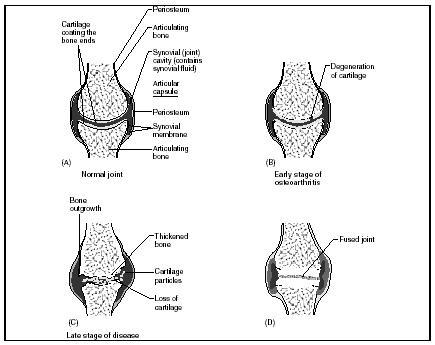 Periosteum
Cartilage
coating the
bone ends
Articulating
bone
Synovial (joint)
cavity (contains
synovial fluid)
Articular
capsule
Periosteum
Synovial
membrane
Articulating
bone
(A)
Normal joint
Degeneration
of cartilage
(B)
Early stage of
osteoarthritis
Bone
outgrowth
Thickened
bone
Cartilage
particles
Loss of
cartilage
(C)
Late stage of disease
Fused joint
(D)